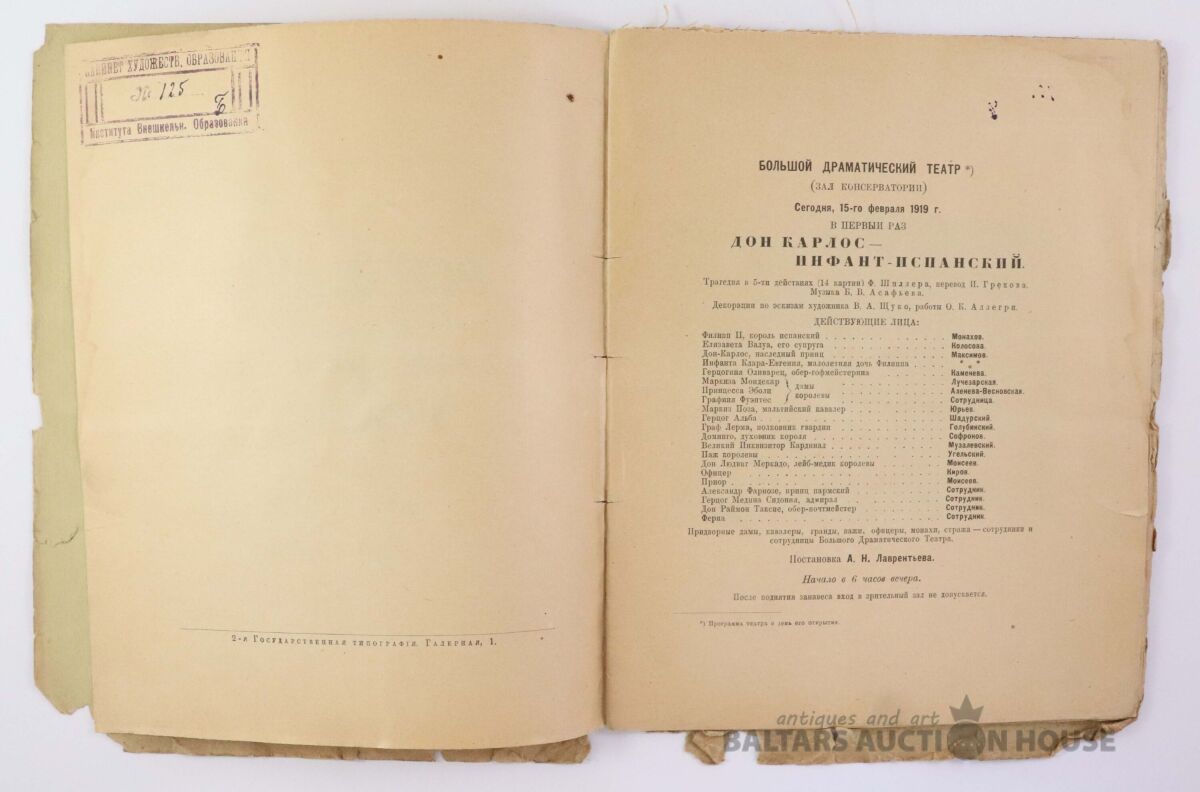 КАБИНЕТ ХУДОЖЕСТВ. ОБРАЗОВАНИЯ
№ 125
Б
Института Внешкольн. Образования
2-я Государственная типография. Галерная, 1.
БОЛЬШОЙ ДРАМАТИЧЕСКИЙ ТЕАТР *)
(ЗАЛ КОНСЕРВАТОРИИ)
Сегодня, 15-го февраля 1919 г.
В ПЕРВЫЙ РАЗ
ДОН КАРЛОС—
ИНФАНТ-ИСПАНСКИЙ.
Трагедия в 5-ти действиях (14 картин) Ф. Шиллера, перевод И. Грекова.
Музыка Б. В. Асафьева.
Декорации по эскизам художника В. А. Щуко, работы О. К. Аллегри.
ДЕЙСТВУЮЩИЕ ЛИЦА:
Филипп II, король испанский . . . . . . . . . . . Монахов.
Елизавета Валуа, его супруга . . . . . . . . . . . Колосова.
Дон-Карлос, наследный принц . . . . . . . . . . . Максимов.
Инфанта Клара-Евгения, малолетняя дочь Филиппа . . . . * * *
Герцогиня Оливарец, обер-гофмейстерина . . . . . . . Каменева.
Маркиза Мондекар } дамы . . . . . . . . . . Лучезарская.
Принцесса Эболи } королевы . . . . . . . . . . Аленева-Весновская.
Графиня Фуэнтес . . . . . . . . . . Сотрудница.
Маркиз Поза, мальтийский кавалер . . . . . . . . . . Юрьев.
Герцог Альба . . . . . . . . . . . . . . . . . . Шадурский.
Граф Лерма, полковник гвардии . . . . . . . . . . Голубинский.
Доминго, духовник короля . . . . . . . . . . . . Софронов.
Великий Инквизитор Кардинал . . . . . . . . . . . Музалевский.
Паж королевы . . . . . . . . . . . . . . . . . . Угельский.
Дон Людвиг Меркадо, лейб-медик королевы . . . . . . Моисеев.
Офицер . . . . . . . . . . . . . . . . . . . . . Киров.
Приор . . . . . . . . . . . . . . . . . . . . . Моисеев.
Александр Фарнезе, принц пармский . . . . . . . . . Сотрудник.
Герцог Медина Сидония, адмирал . . . . . . . . . . Сотрудник.
Дон Раймон Таксис, обер-почтмейстер . . . . . . . . Сотрудник.
Ферна . . . . . . . . . . . . . . . . . . . . . Сотрудник.
Придворные дамы, кавалеры, гранды, пажи, офицеры, монахи, стража — сотрудники и
сотрудницы Большого Драматического Театра.
Постановка А. Н. Лаврентьева.
Начало в 6 часов вечера.
После поднятия занавеса вход в зрительный зал не допускается.
*) Программа театра в день его открытия.
antiques and art
BALTARS AUCTION HOUSE